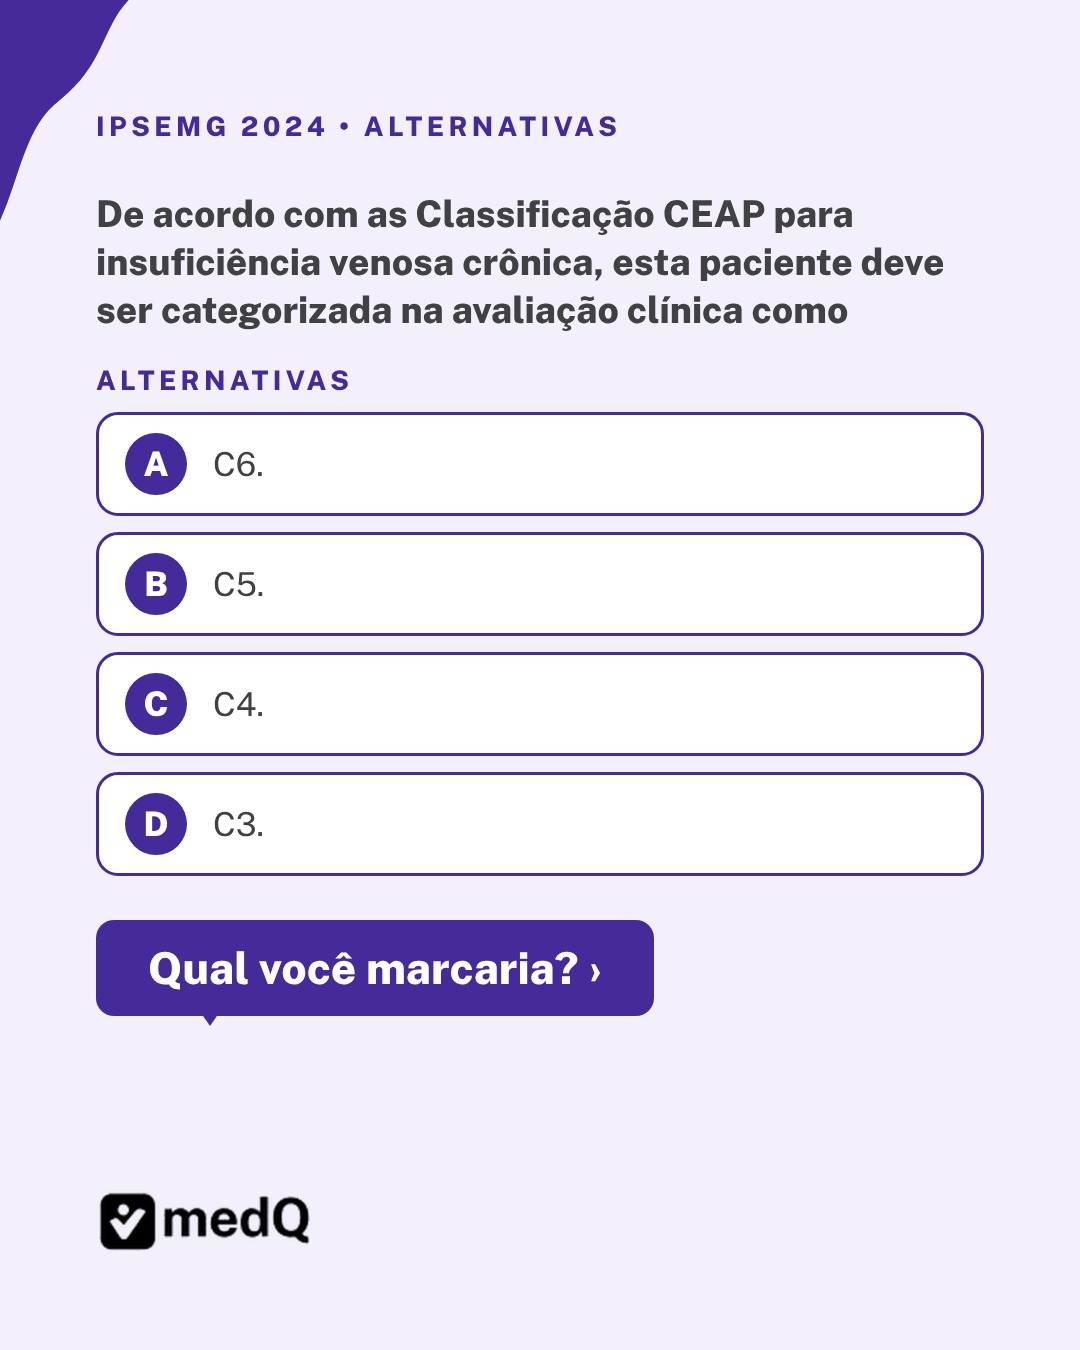 IPSEMG 2024 • ALTERNATIVAS
De acordo com as Classificação CEAP para
insuficiência venosa crônica, esta paciente deve
ser categorizada na avaliação clínica como
ALTERNATIVAS
A C6.
B C5.
C C4.
D C3.
Qual você marcaria? ›
medQ